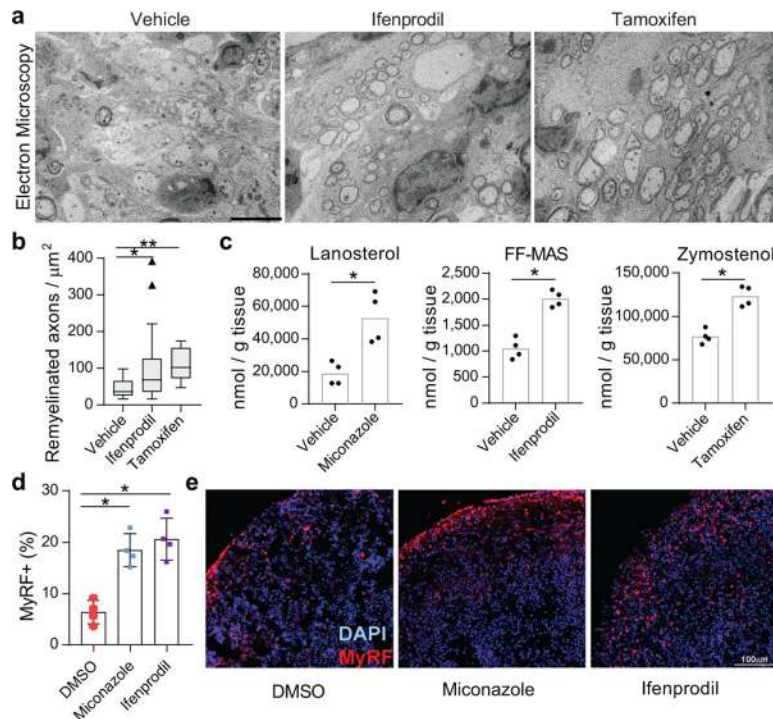 a
Vehicle
Ifenprodil
Tamoxifen
Electron Microscopy
b
Remyelinated axons / µm²
400
300
200
100
0
**
*
Vehicle
Ifenprodil
Tamoxifen
c
Lanosterol
nmol / g tissue
80,000
60,000
40,000
20,000
0
*
Vehicle
Miconazole
FF-MAS
nmol / g tissue
2,500
2,000
1,500
1,000
500
0
*
Vehicle
Ifenprodil
Zymostenol
nmol / g tissue
150,000
100,000
50,000
0
*
Vehicle
Tamoxifen
d
MyRF+ (%)
30
20
10
0
*
*
DMSO
Miconazole
Ifenprodil
e
DAPI
MyRF
100µm
DMSO
Miconazole
Ifenprodil